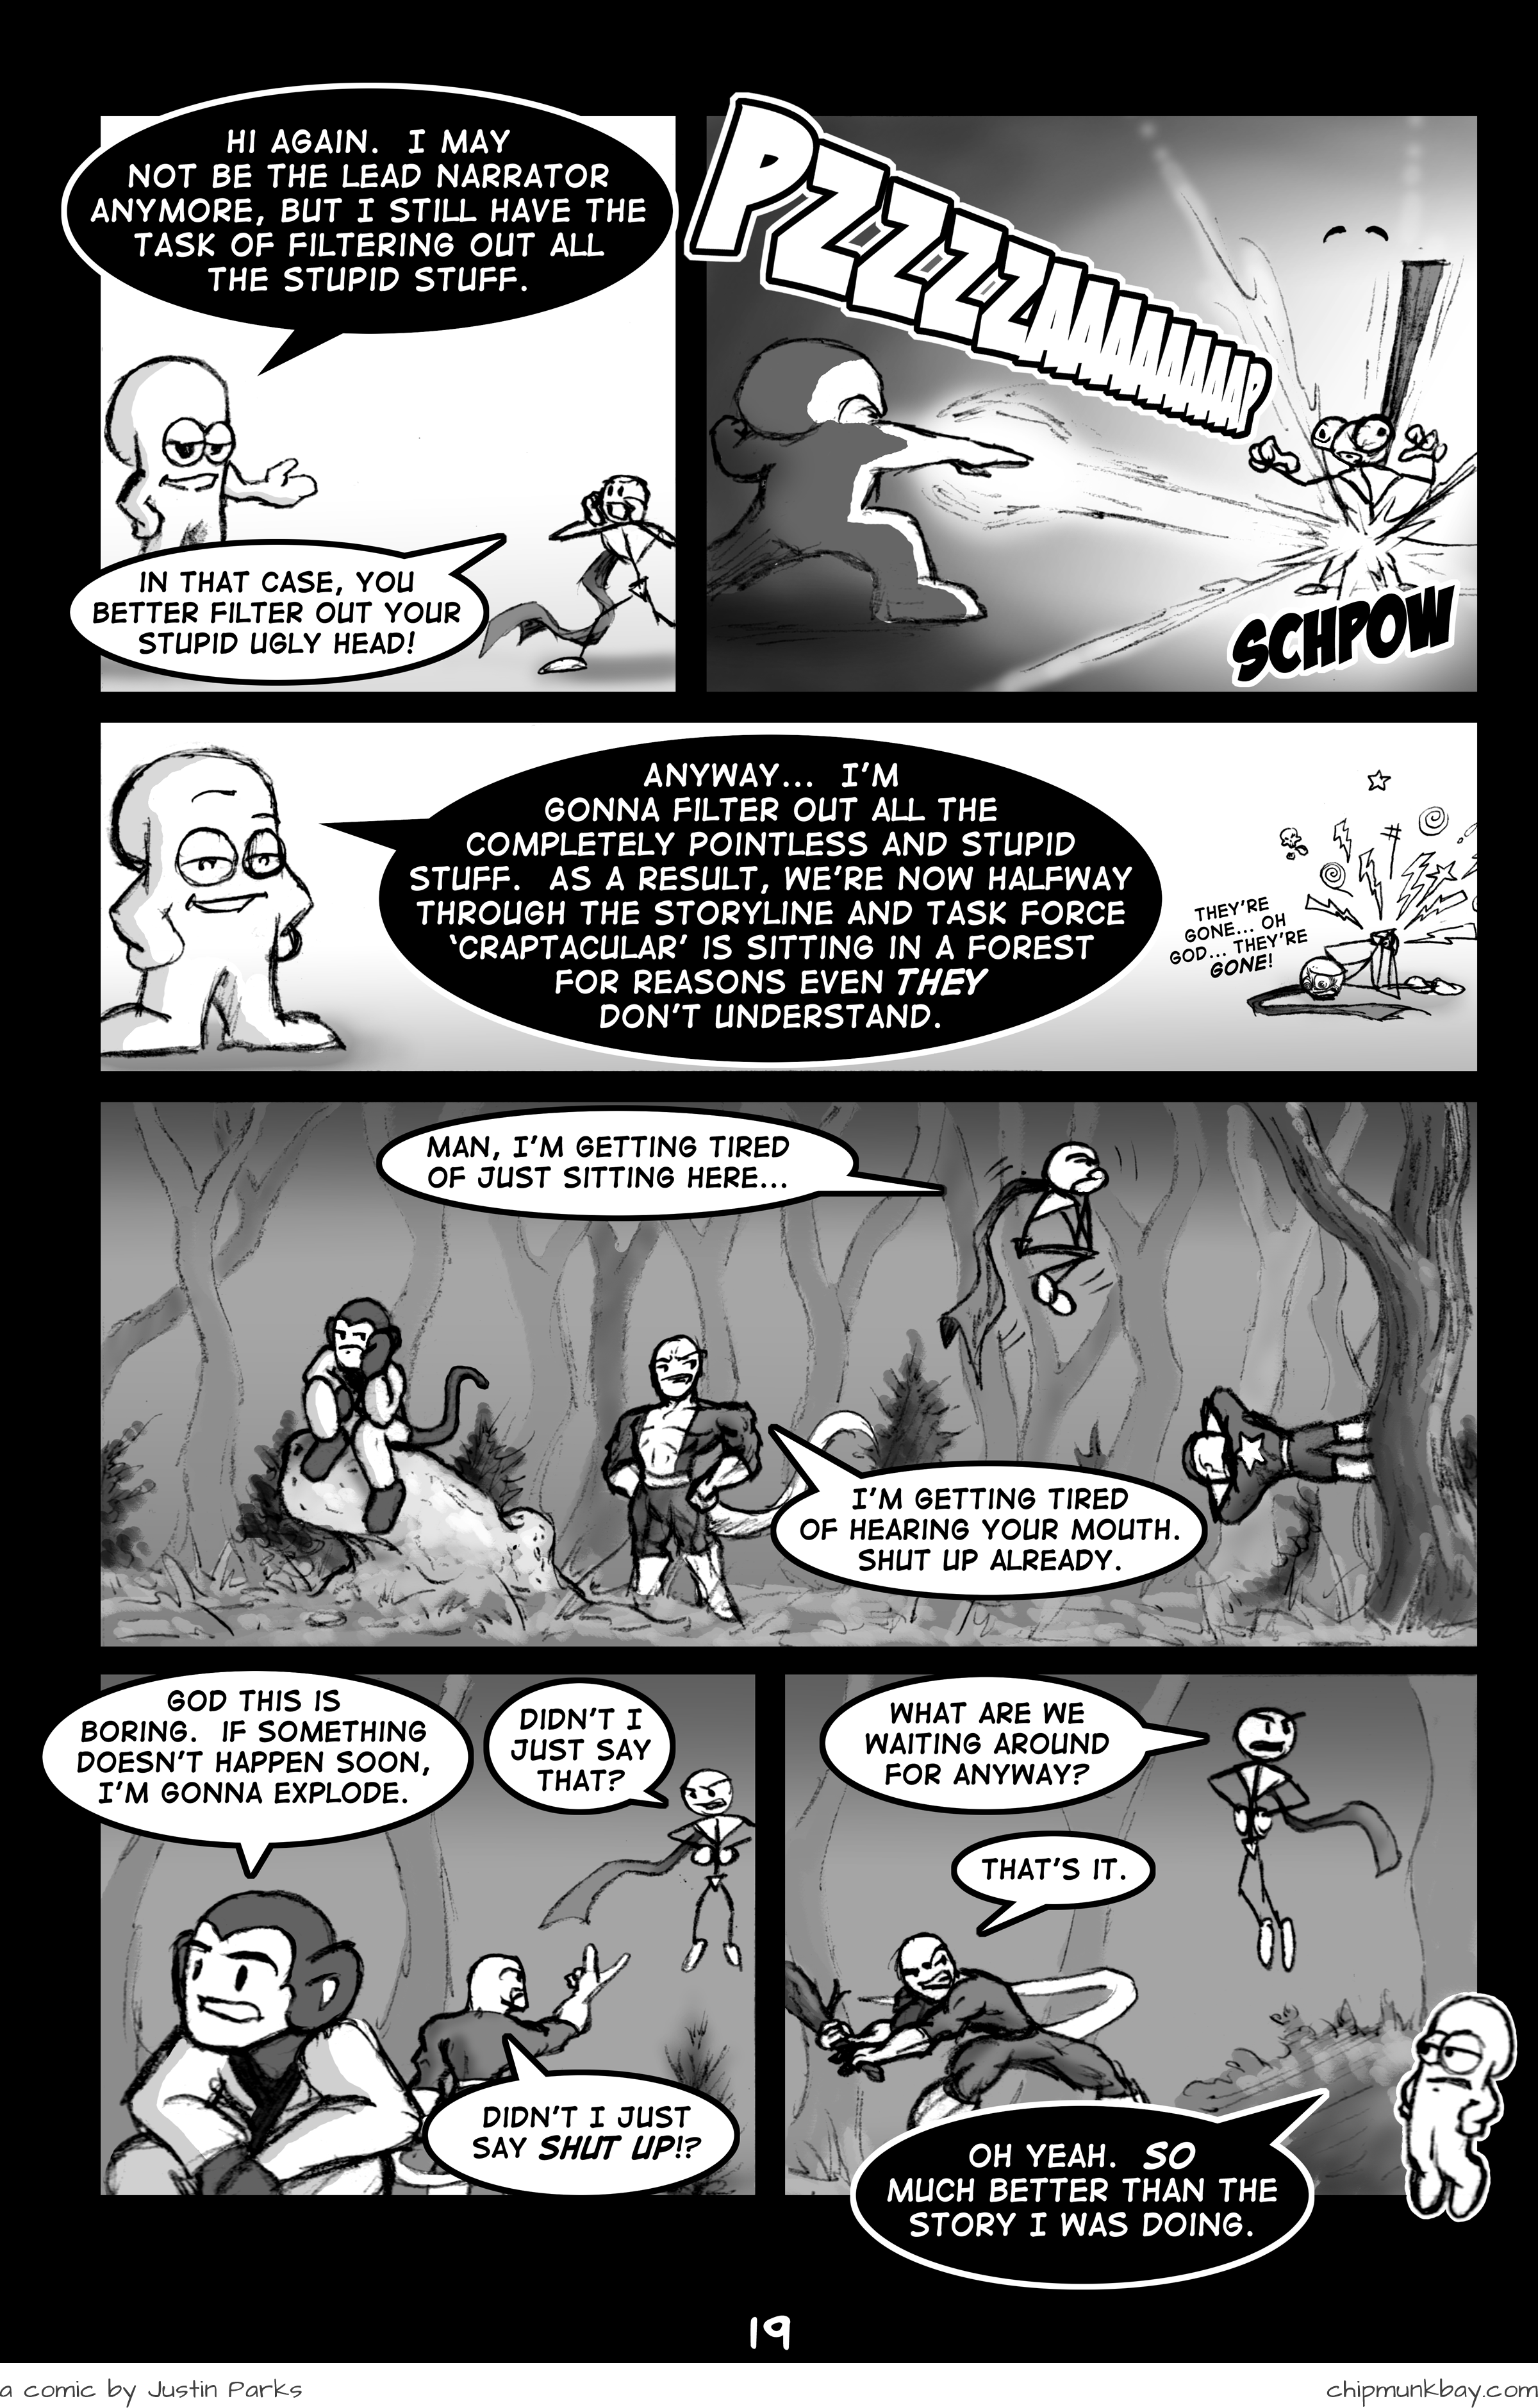 HI AGAIN. I MAY
NOT BE THE LEAD NARRATOR
ANYMORE, BUT I STILL HAVE THE
TASK OF FILTERING OUT ALL
THE STUPID STUFF.
IN THAT CASE, YOU
BETTER FILTER OUT YOUR
STUPID UGLY HEAD!
PZZZZAAAAAAAAAP
SCHPOW
ANYWAY... I'M
GONNA FILTER OUT ALL THE
COMPLETELY POINTLESS AND STUPID
STUFF. AS A RESULT, WE'RE NOW HALFWAY
THROUGH THE STORYLINE AND TASK FORCE
'CRAPTACULAR' IS SITTING IN A FOREST
FOR REASONS EVEN THEY
DON'T UNDERSTAND.
THEY'RE
GONE... OH
GOD... THEY'RE
GONE!
MAN, I'M GETTING TIRED
OF JUST SITTING HERE...
I'M GETTING TIRED
OF HEARING YOUR MOUTH.
SHUT UP ALREADY.
GOD THIS IS
BORING. IF SOMETHING
DOESN'T HAPPEN SOON,
I'M GONNA EXPLODE.
DIDN'T I
JUST SAY
THAT?
DIDN'T I JUST
SAY SHUT UP!?
WHAT ARE WE
WAITING AROUND
FOR ANYWAY?
THAT'S IT.
OH YEAH. SO
MUCH BETTER THAN THE
STORY I WAS DOING.
19
a comic by Justin Parks
chipmunkbay.com